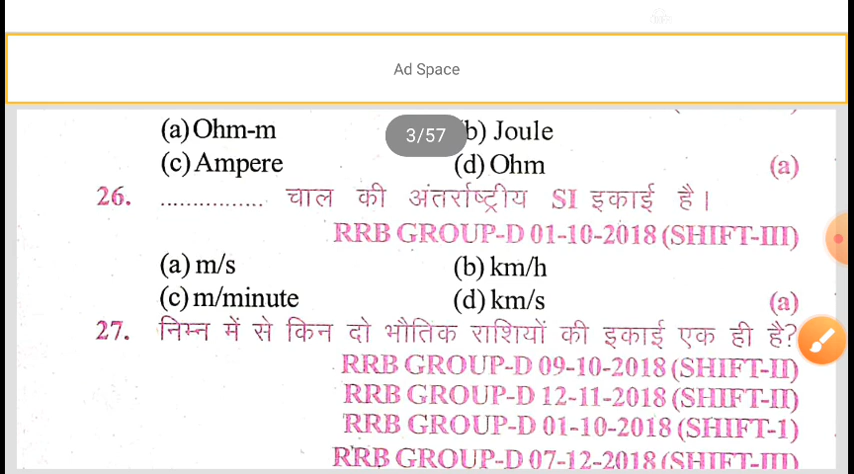 Ad Space
(a) Ohm-m b) Joule
3/57
(c) Ampere (d) Ohm (a)
26. ................ चाल की अंतर्राष्ट्रीय SI इकाई है।
RRB GROUP-D 01-10-2018 (SHIFT-III)
(a) m/s (b) km/h
(c) m/minute (d) km/s (a)
27. निम्न में से किन दो भौतिक राशियों की इकाई एक ही है?
RRB GROUP-D 09-10-2018 (SHIFT-II)
RRB GROUP-D 12-11-2018 (SHIFT-II)
RRB GROUP-D 01-10-2018 (SHIFT-1)
RRB GROUP-D 07-12-2018 (SHIFT-III)